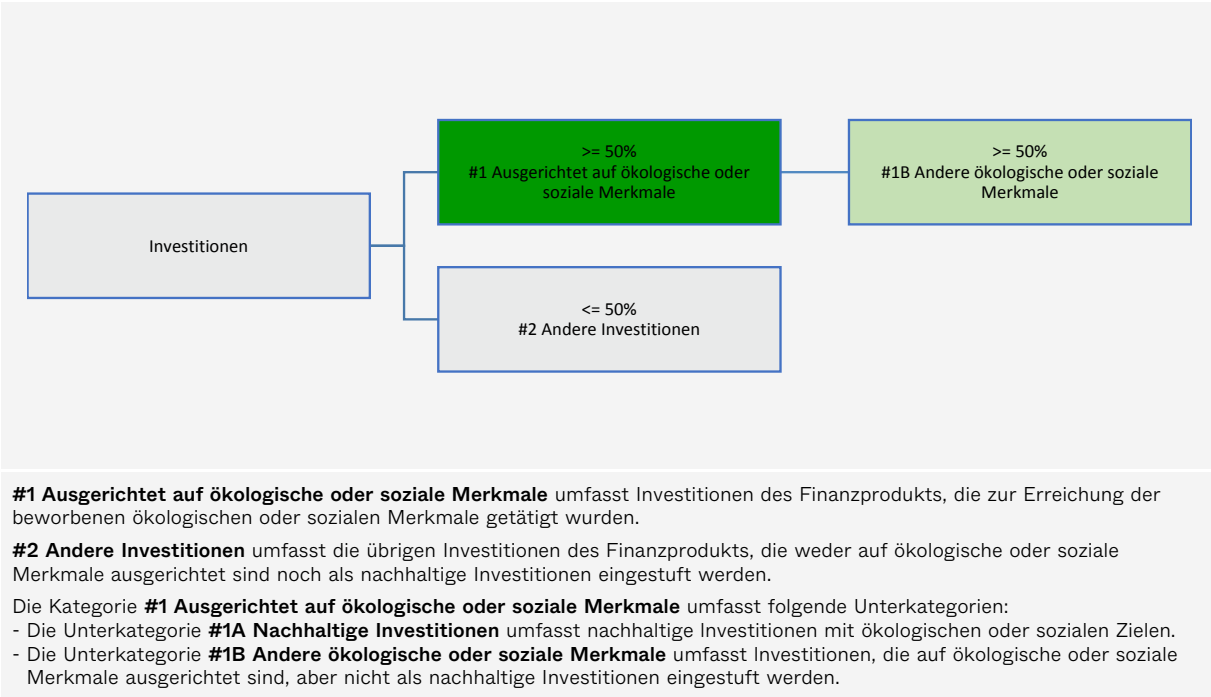 >= 50%
#1 Ausgerichtet auf ökologische oder
soziale Merkmale
>= 50%
#1B Andere ökologische oder soziale
Merkmale
Investitionen
<= 50%
#2 Andere Investitionen
#1 Ausgerichtet auf ökologische oder soziale Merkmale umfasst Investitionen des Finanzprodukts, die zur Erreichung der
beworbenen ökologischen oder sozialen Merkmale getätigt wurden.
#2 Andere Investitionen umfasst die übrigen Investitionen des Finanzprodukts, die weder auf ökologische oder soziale
Merkmale ausgerichtet sind noch als nachhaltige Investitionen eingestuft werden.
Die Kategorie #1 Ausgerichtet auf ökologische oder soziale Merkmale umfasst folgende Unterkategorien:
- Die Unterkategorie #1A Nachhaltige Investitionen umfasst nachhaltige Investitionen mit ökologischen oder sozialen Zielen.
- Die Unterkategorie #1B Andere ökologische oder soziale Merkmale umfasst Investitionen, die auf ökologische oder soziale
Merkmale ausgerichtet sind, aber nicht als nachhaltige Investitionen eingestuft werden.